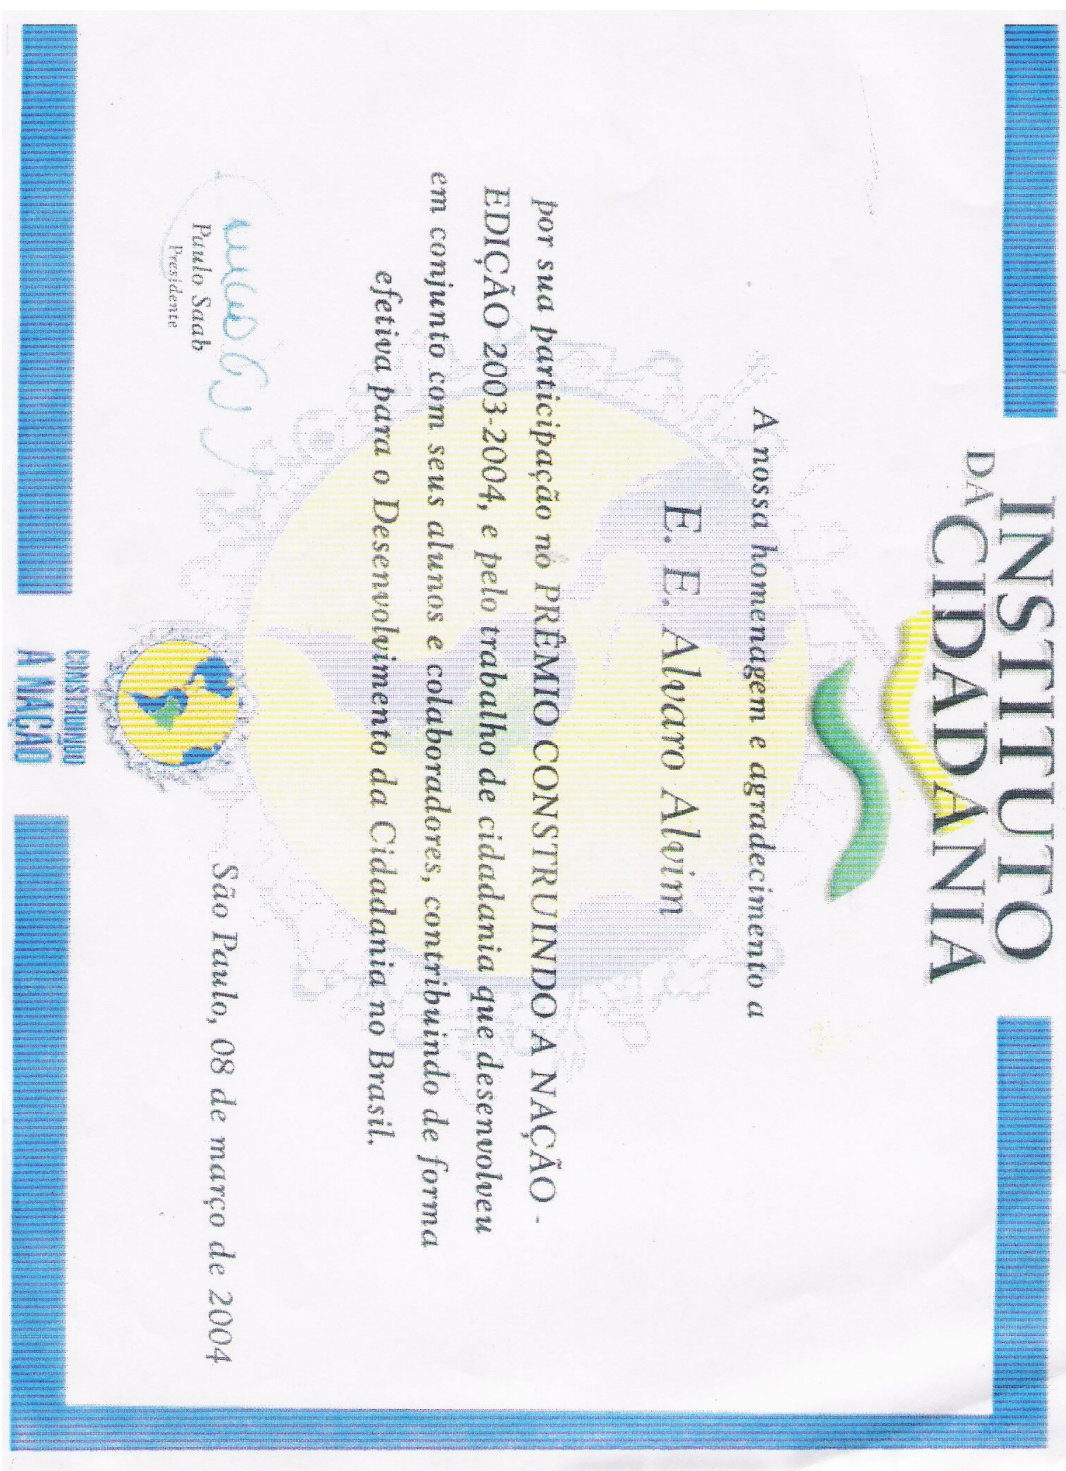 INSTITUTO
DA CIDADANIA
A nossa homenagem e agradecimento a
E. E. Alvaro Alvim
por sua participação no PRÊMIO CONSTRUINDO A NAÇÃO -
EDIÇÃO 2003-2004, e pelo trabalho de cidadania que desenvolveu
em conjunto com seus alunos e colaboradores, contribuindo de forma
efetiva para o Desenvolvimento da Cidadania no Brasil.
São Paulo, 08 de março de 2004
Paulo Saab
Presidente
CONSTRUINDO
A NAÇÃO